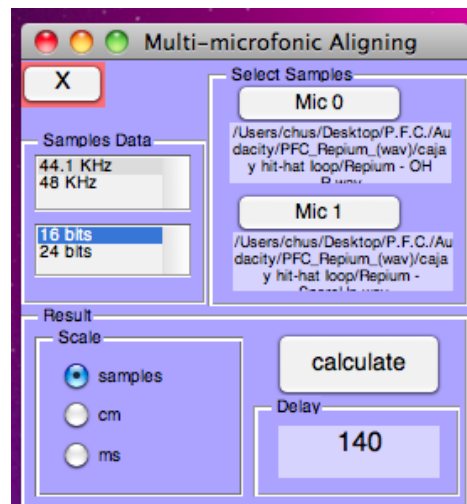 Multi-microfonic Aligning
X
Select Samples
Mic 0
/Users/chus/Desktop/P.F.C./Au
dacity/PFC_Repium_(wav)/caja
y hit-hat loop/Repium - OH
Samples Data
44.1 KHz
48 KHz
16 bits
24 bits
Mic 1
/Users/chus/Desktop/P.F.C./Au
dacity/PFC_Repium_(wav)/caja
y hit-hat loop/Repium -
Result
Scale
samples
cm
ms
calculate
Delay
140